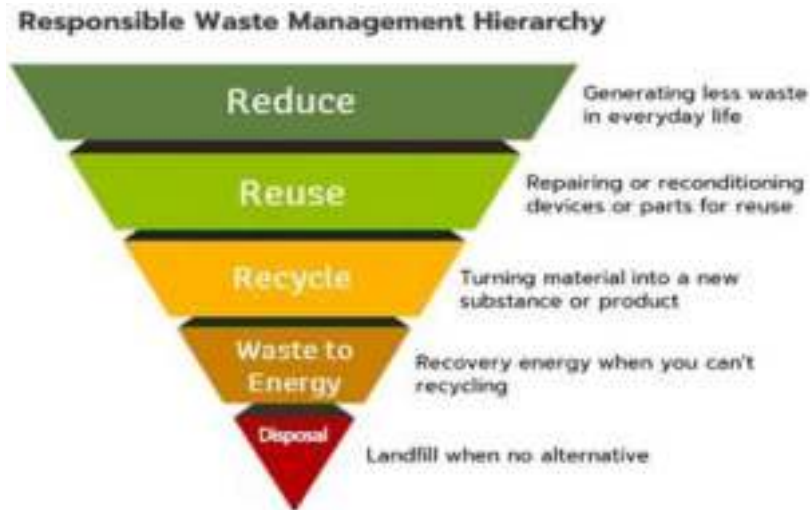 Responsible Waste Management Hierarchy
Reduce
Generating less waste
in everyday life
Reuse
Repairing or reconditioning
devices or parts for reuse
Recycle
Turning material into a new
substance or product
Waste to
Energy
Recovery energy when you can't
recycling
Disposal
Landfill when no alternative